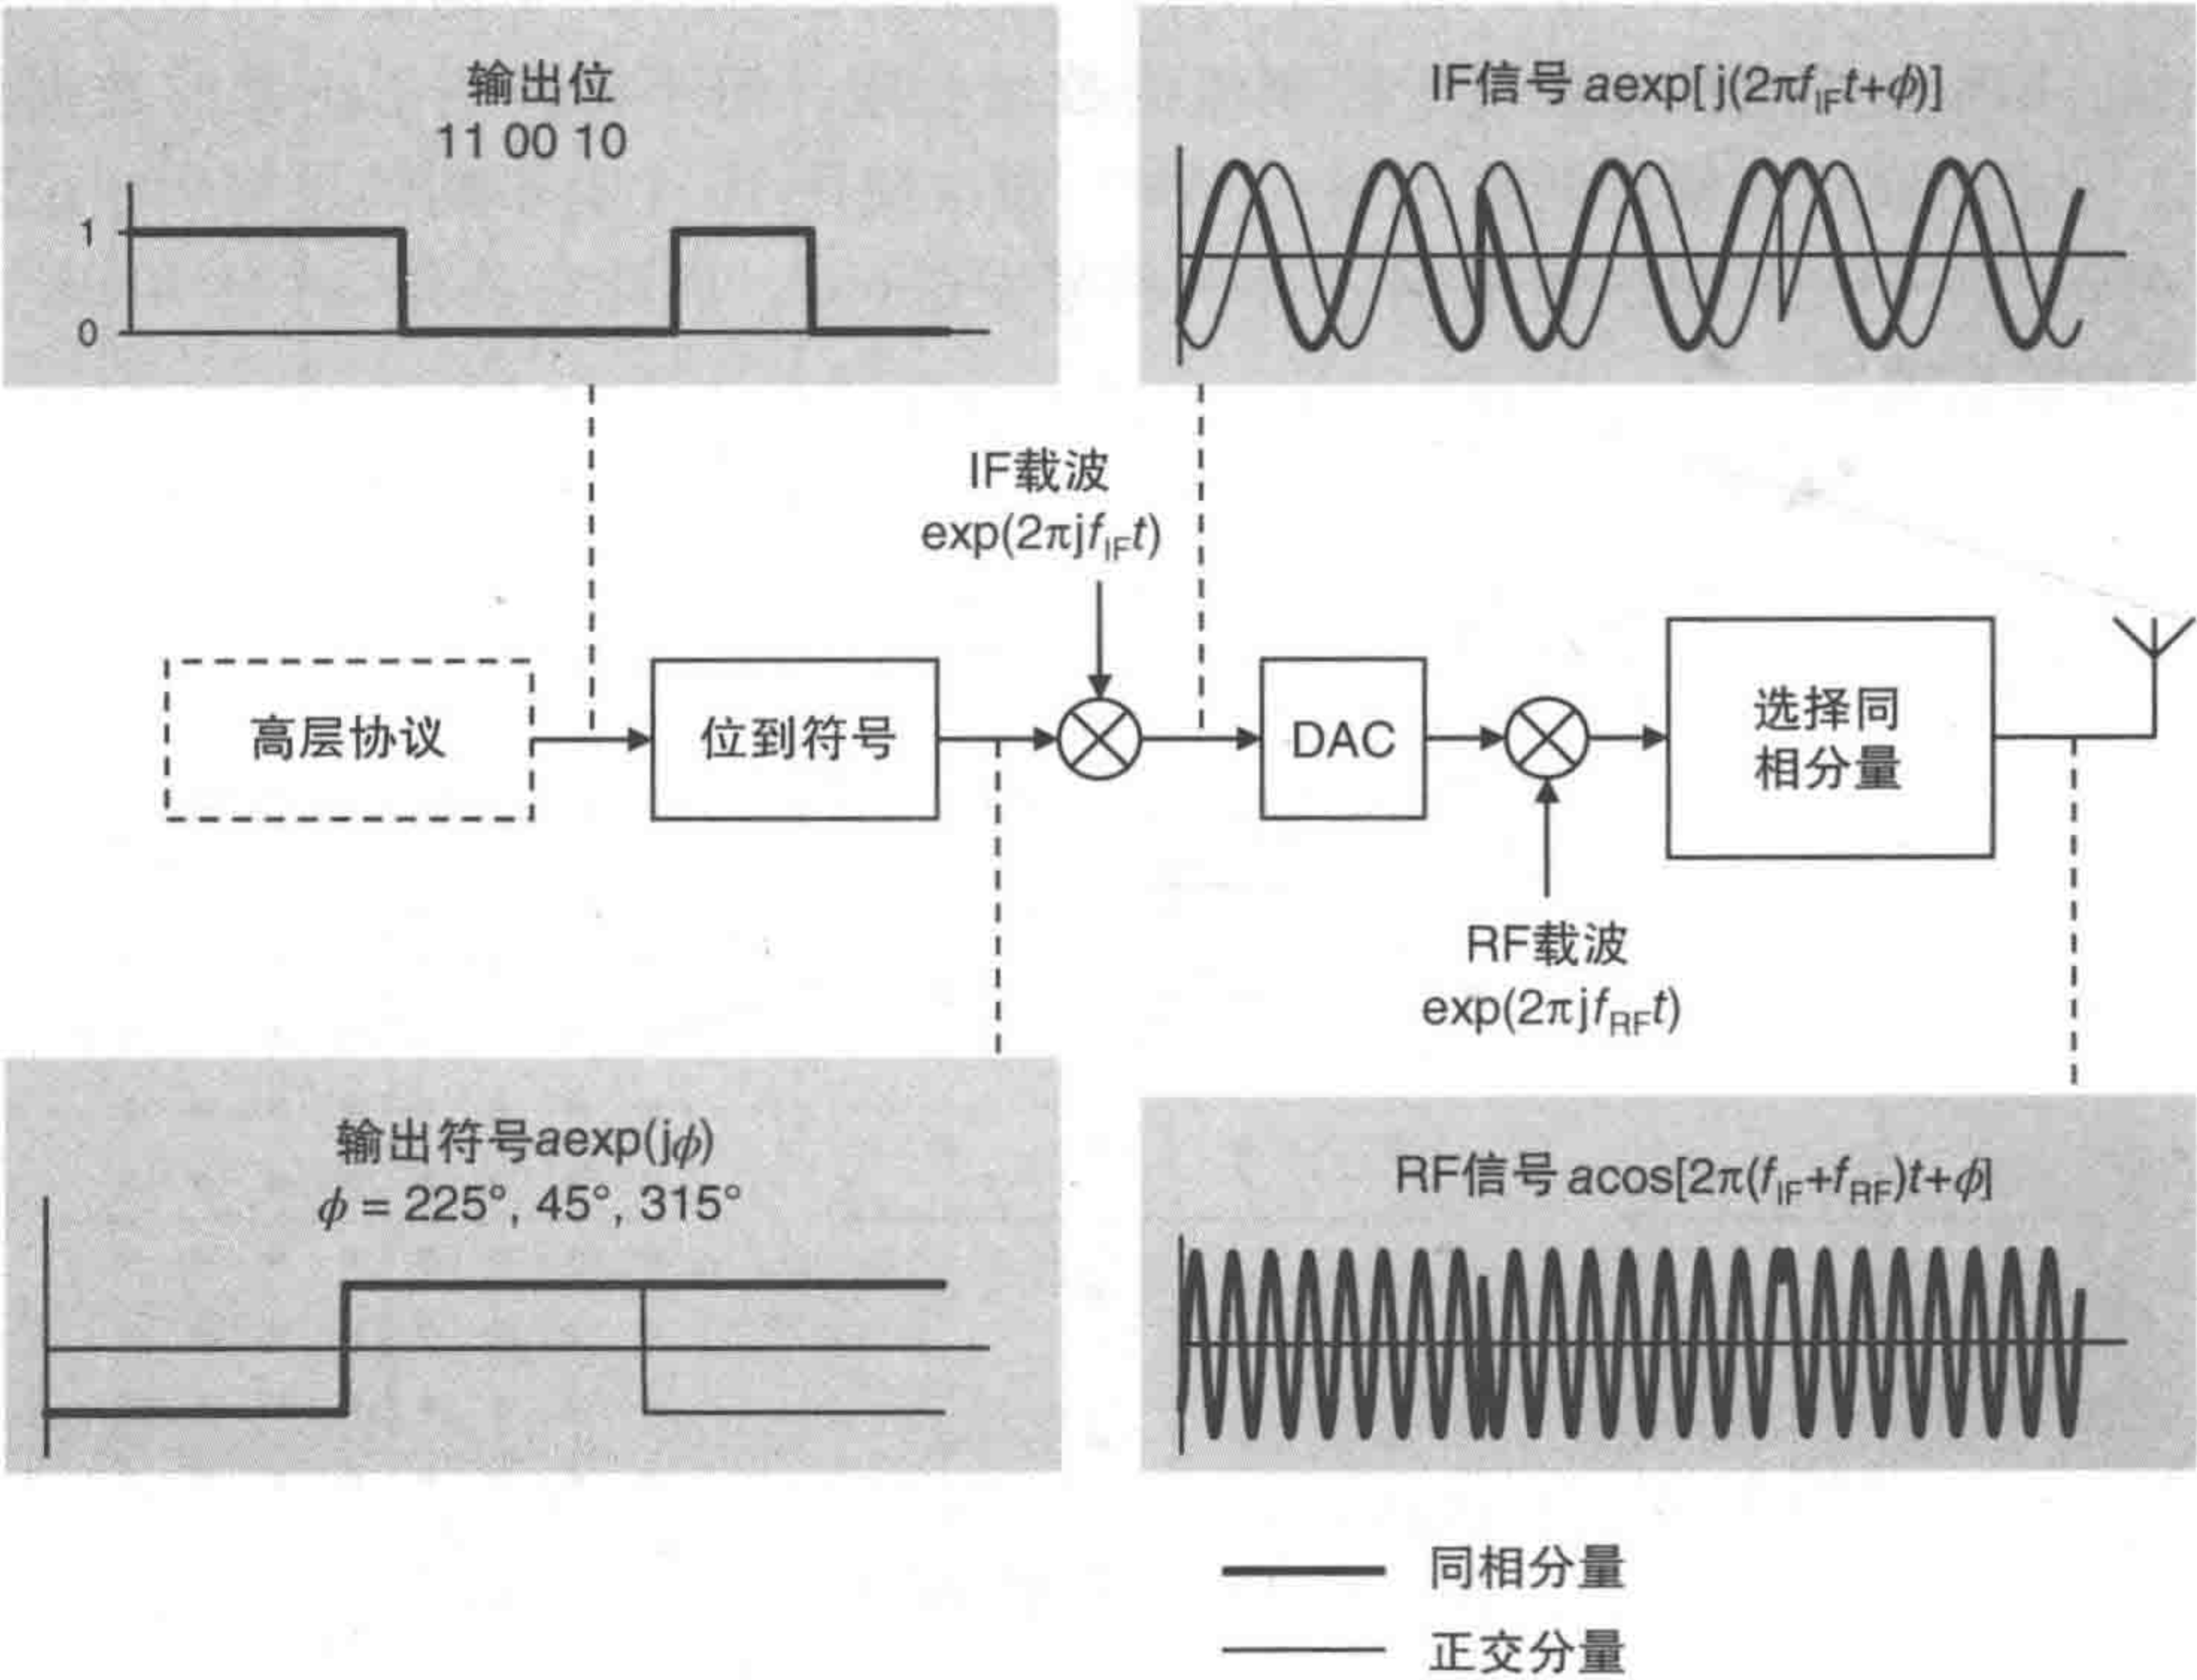 输出位
11 00 10
1
0
IF信号 aexp[ j(2πf_IFt+ϕ)]
IF载波
exp(2πjf_IFt)
高层协议
位到符号
DAC
选择同
相分量
RF载波
exp(2πjf_RFt)
输出符号aexp(jϕ)
ϕ = 225°, 45°, 315°
RF信号 acos[2π(f_IF+f_RF)t+ϕ]
同相分量
正交分量